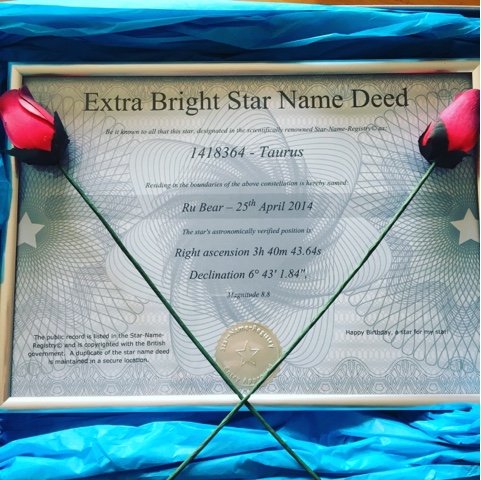 Extra Bright Star Name Deed
Be it known to all that this star, designated in the scientifically renowned Star-Name-Registry© as:
1418364 - Taurus
Residing in the boundaries of the above constellation is hereby named:
Ru Bear – 25th April 2014
The star's astronomically verified position is:
Right ascension 3h 40m 43.64s
Declination 6° 43' 1.84",
Magnitude 8.8
The public record is listed in the Star-Name-
Registry© and is copyrighted with the British
government. A duplicate of the star name deed
is maintained in a secure location.
Happy Birthday, a star for my star!
Star-Name-Registry